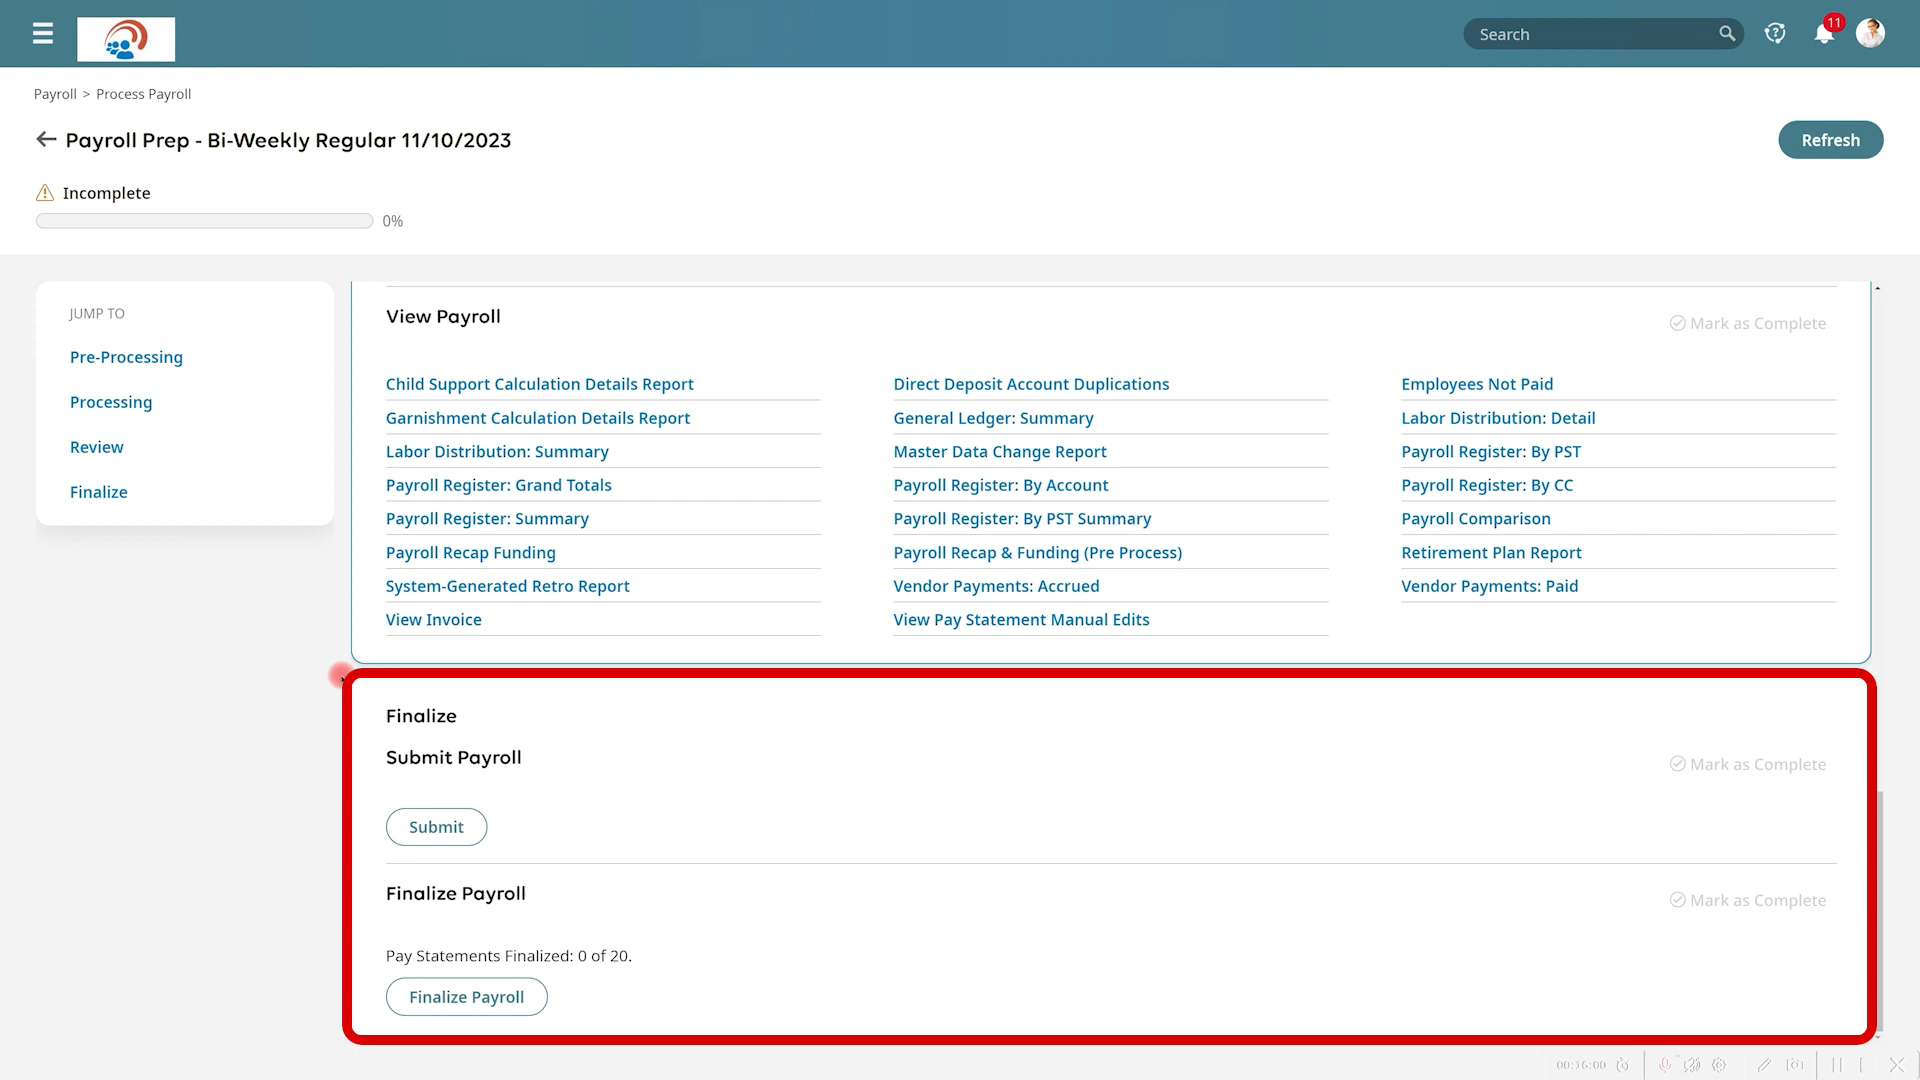 Search
11
Payroll > Process Payroll
Payroll Prep - Bi-Weekly Regular 11/10/2023
Refresh
Incomplete
0%
JUMP TO
Pre-Processing
Processing
Review
Finalize
View Payroll
Mark as Complete
Child Support Calculation Details Report
Direct Deposit Account Duplications
Employees Not Paid
Garnishment Calculation Details Report
General Ledger: Summary
Labor Distribution: Detail
Labor Distribution: Summary
Master Data Change Report
Payroll Register: By PST
Payroll Register: Grand Totals
Payroll Register: By Account
Payroll Register: By CC
Payroll Register: Summary
Payroll Register: By PST Summary
Payroll Comparison
Payroll Recap Funding
Payroll Recap & Funding (Pre Process)
Retirement Plan Report
System-Generated Retro Report
Vendor Payments: Accrued
Vendor Payments: Paid
View Invoice
View Pay Statement Manual Edits
Finalize
Submit Payroll
Mark as Complete
Submit
Finalize Payroll
Mark as Complete
Pay Statements Finalized: 0 of 20.
Finalize Payroll
00:16:00